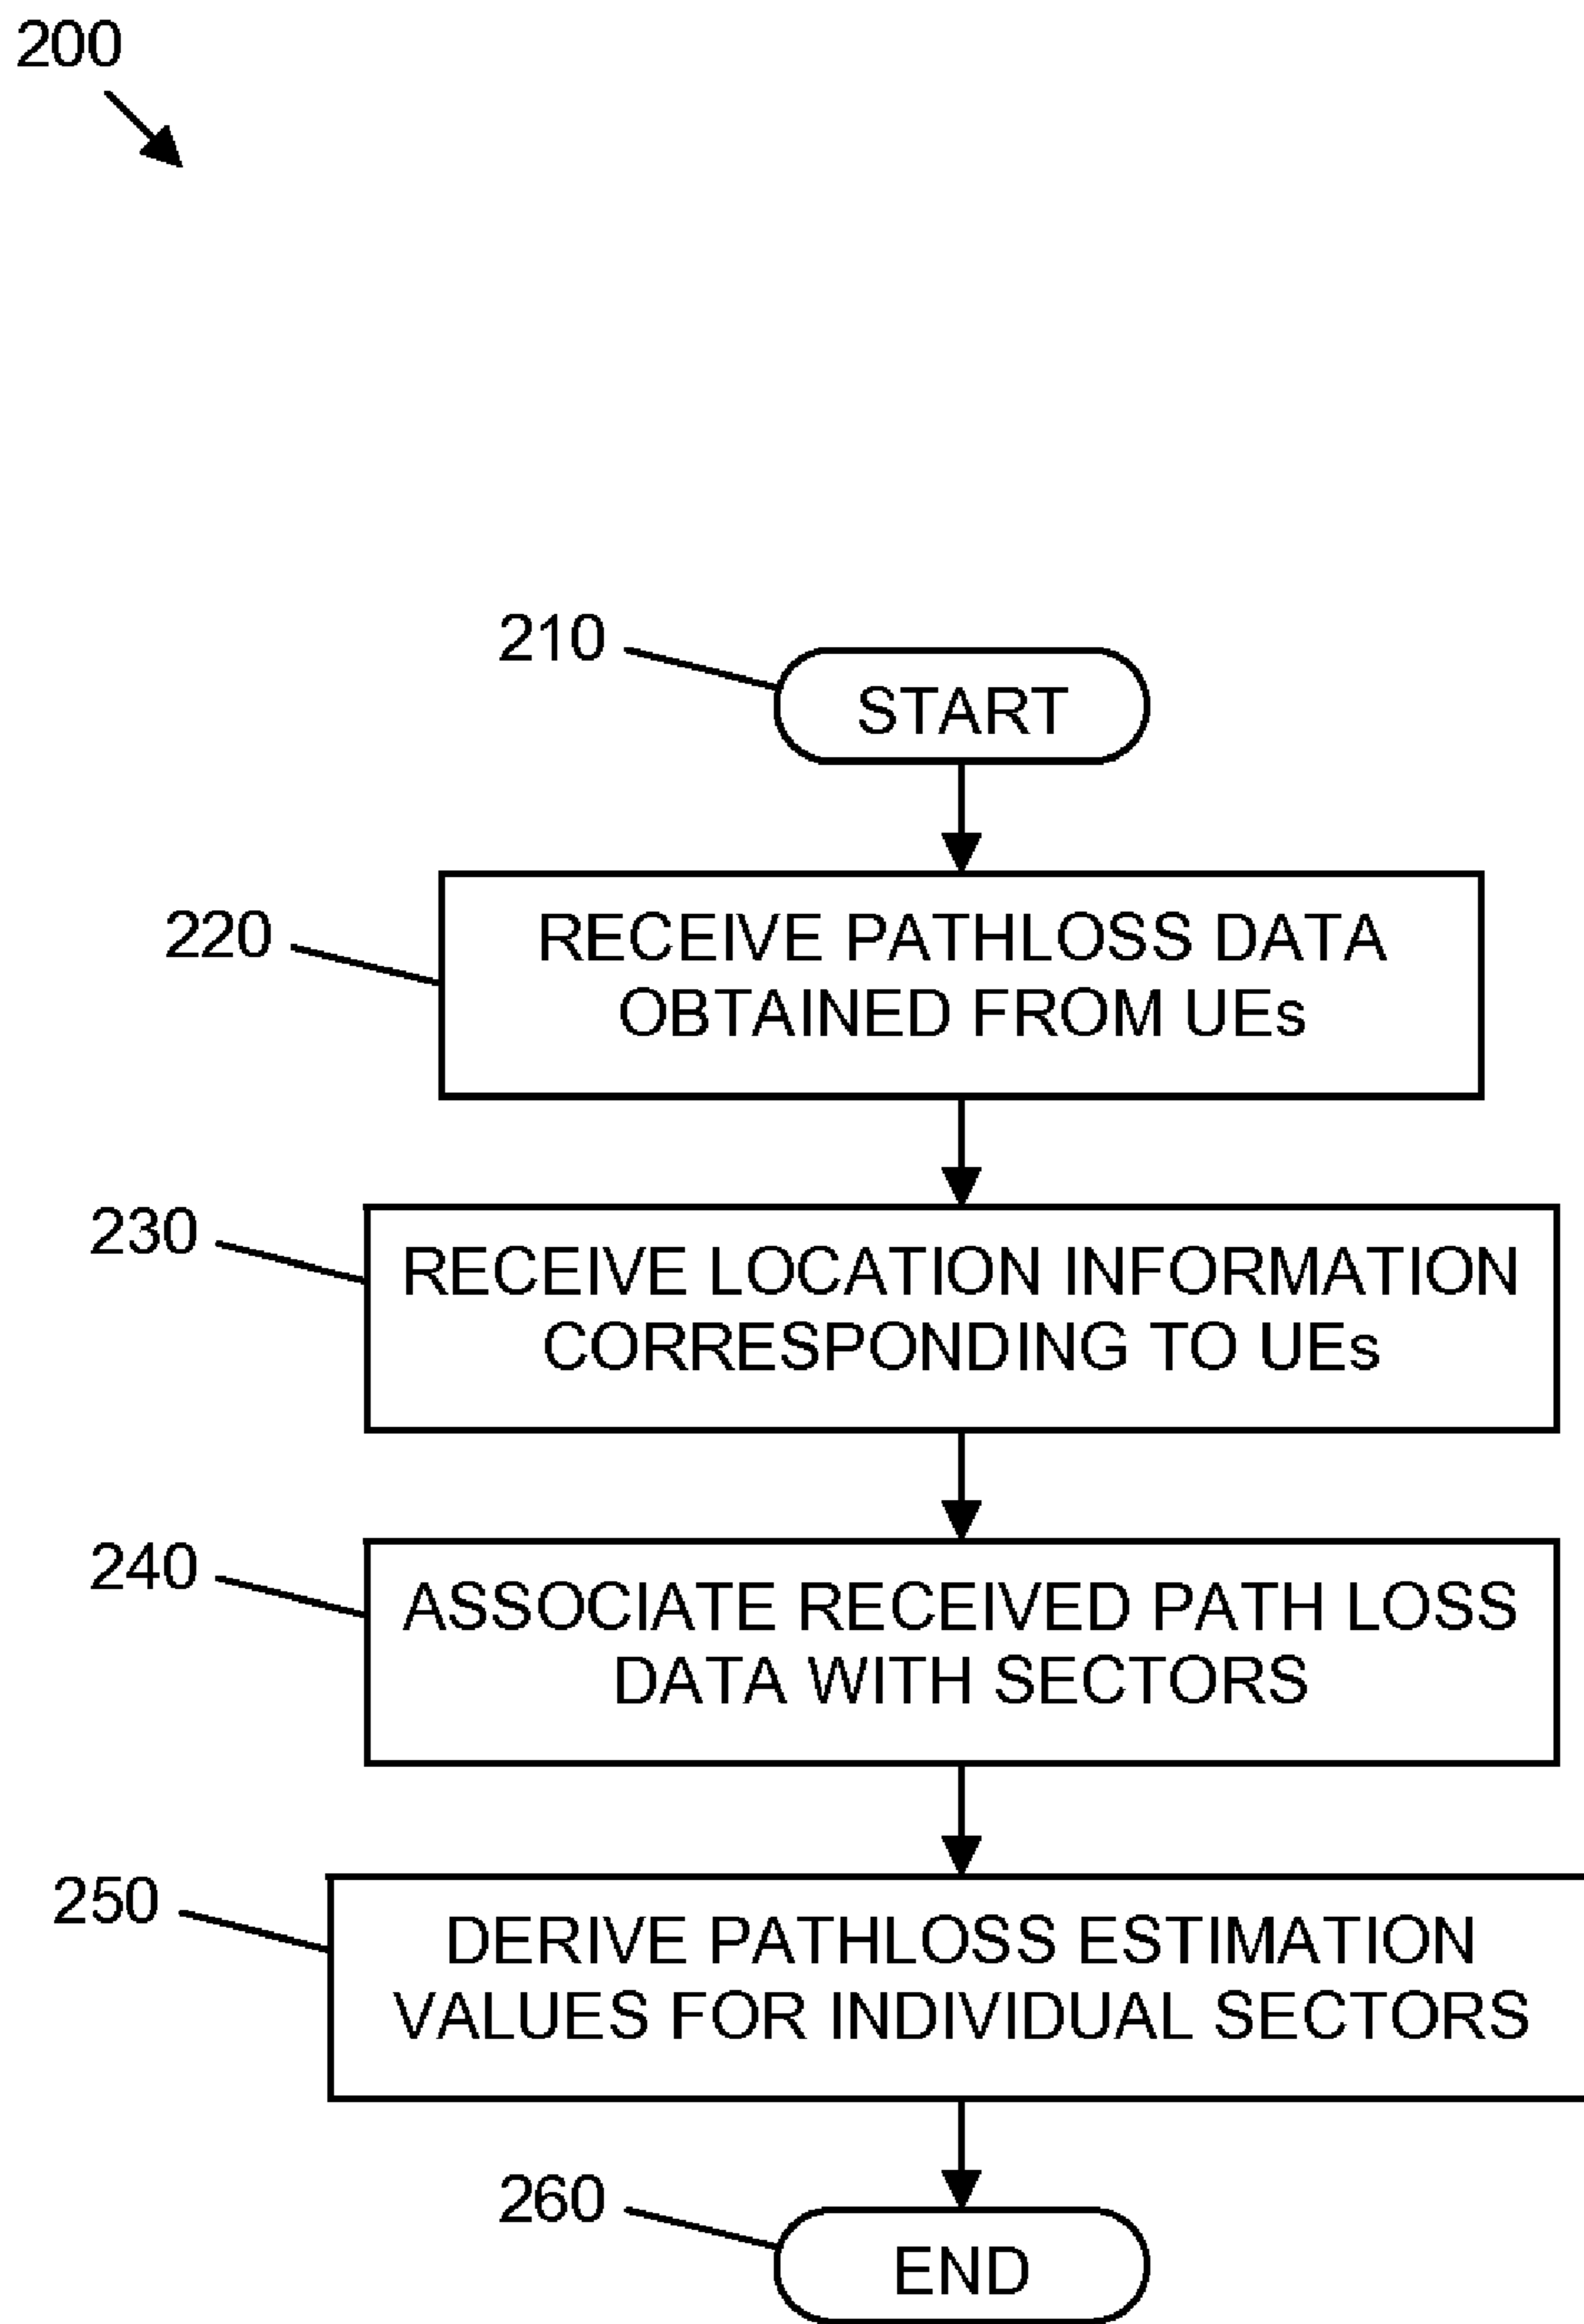 200
210
START
220
RECEIVE PATHLOSS DATA
OBTAINED FROM UEs
230
RECEIVE LOCATION INFORMATION
CORRESPONDING TO UEs
240
ASSOCIATE RECEIVED PATH LOSS
DATA WITH SECTORS
250
DERIVE PATHLOSS ESTIMATION
VALUES FOR INDIVIDUAL SECTORS
260
END